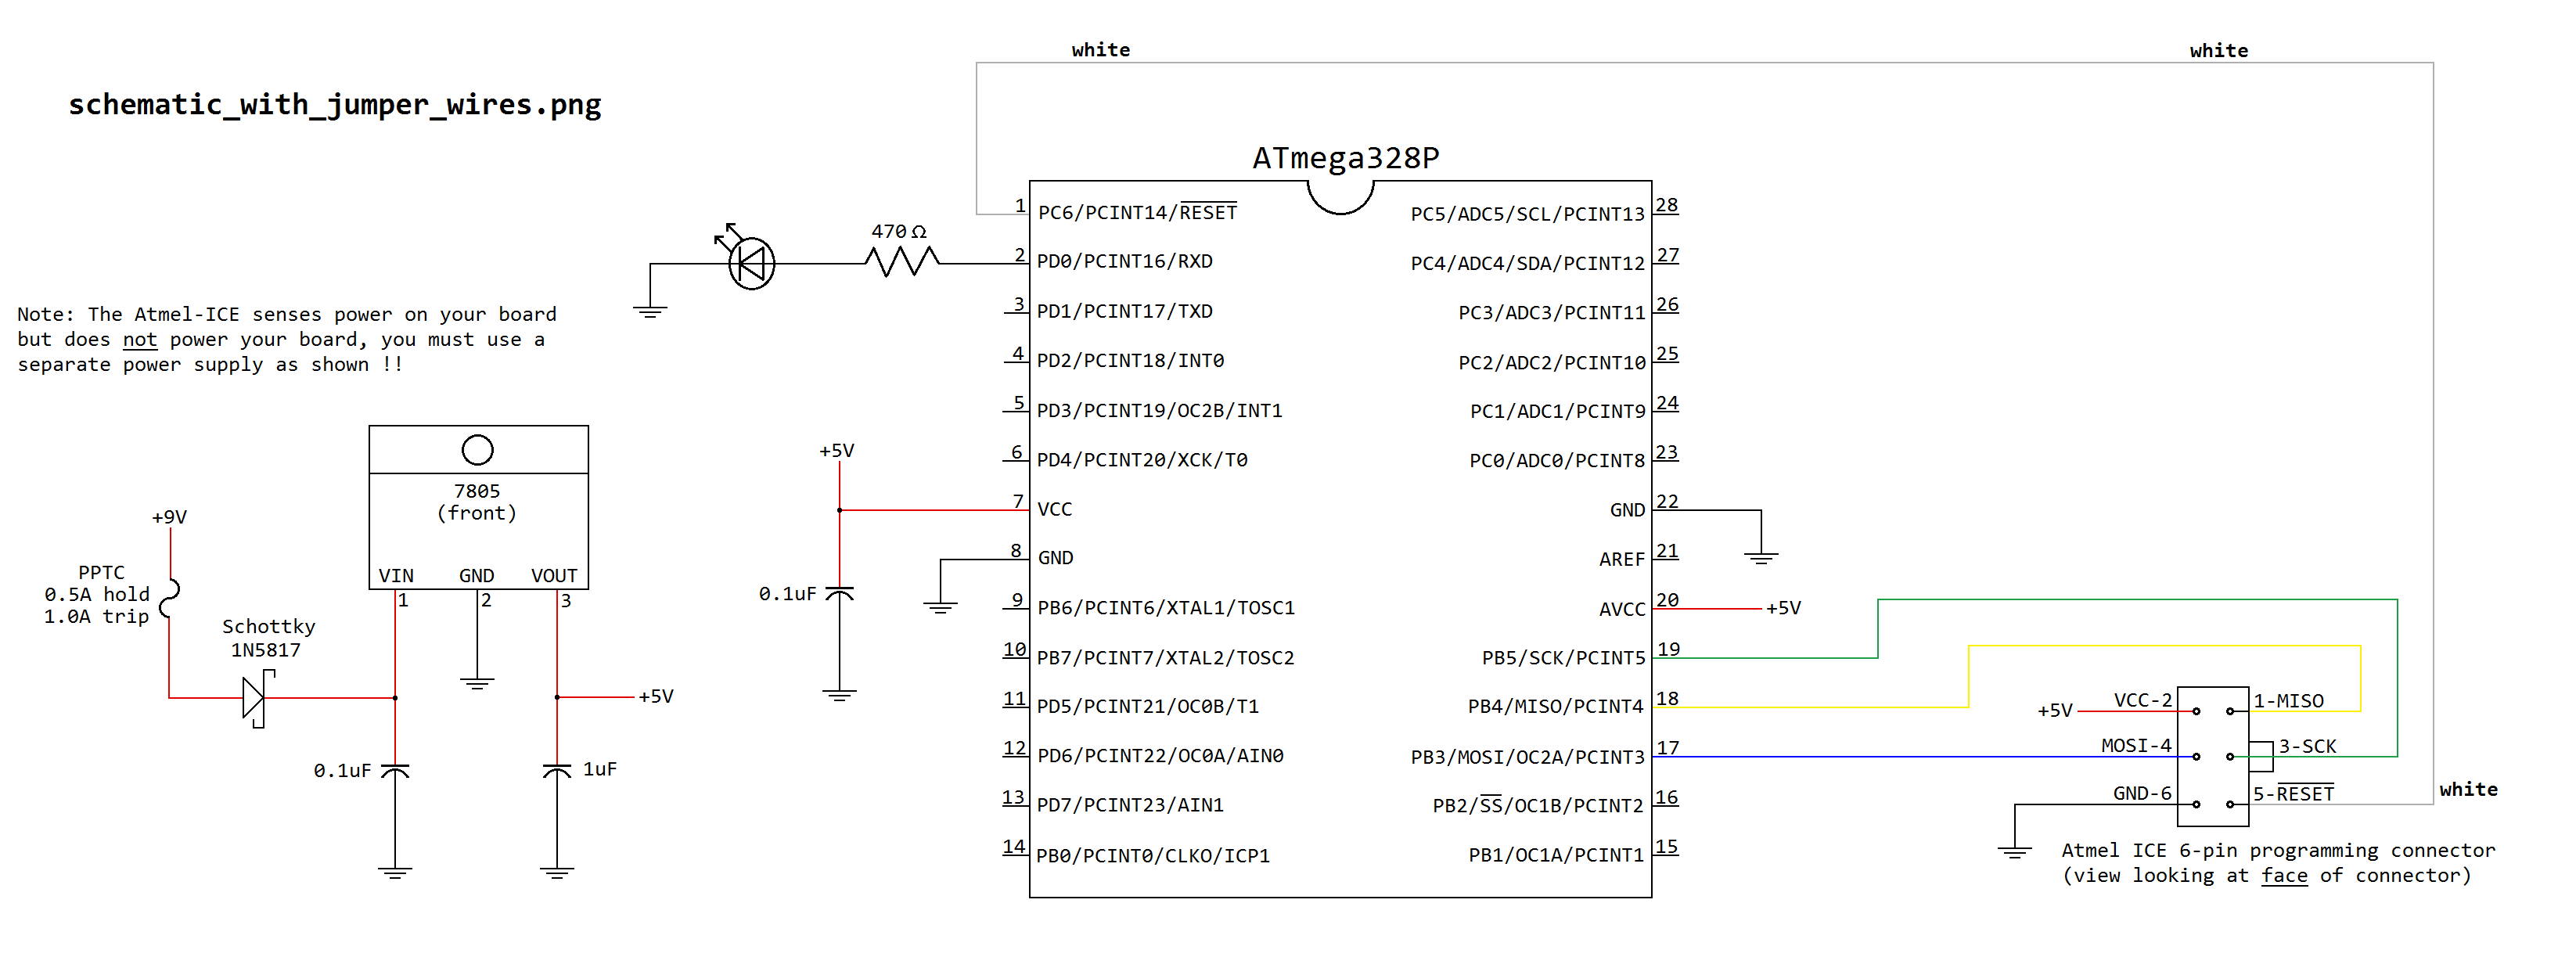 white
white
schematic_with_jumper_wires.png
ATmega328P
1 PC6/PCINT14/RESET
PC5/ADC5/SCL/PCINT13 28
470 Ω
2 PD0/PCINT16/RXD
PC4/ADC4/SDA/PCINT12 27
3 PD1/PCINT17/TXD
PC3/ADC3/PCINT11 26
4 PD2/PCINT18/INT0
PC2/ADC2/PCINT10 25
5 PD3/PCINT19/OC2B/INT1
PC1/ADC1/PCINT9 24
6 PD4/PCINT20/XCK/T0
PC0/ADC0/PCINT8 23
7 VCC
GND 22
8 GND
AREF 21
9 PB6/PCINT6/XTAL1/TOSC1
AVCC 20
+5V
10 PB7/PCINT7/XTAL2/TOSC2
PB5/SCK/PCINT5 19
11 PD5/PCINT21/OC0B/T1
PB4/MISO/PCINT4 18
12 PD6/PCINT22/OC0A/AIN0
PB3/MOSI/OC2A/PCINT3 17
13 PD7/PCINT23/AIN1
PB2/SS/OC1B/PCINT2 16
14 PB0/PCINT0/CLKO/ICP1
PB1/OC1A/PCINT1 15
Note: The Atmel-ICE senses power on your board
but does not power your board, you must use a
separate power supply as shown !!
+5V
0.1uF
7805
(front)
VIN GND VOUT
1 2 3
+9V
PPTC
0.5A hold
1.0A trip
Schottky
1N5817
+5V
0.1uF
1uF
+5V
VCC-2
1-MISO
MOSI-4
3-SCK
GND-6
5-RESET
white
Atmel ICE 6-pin programming connector
(view looking at face of connector)